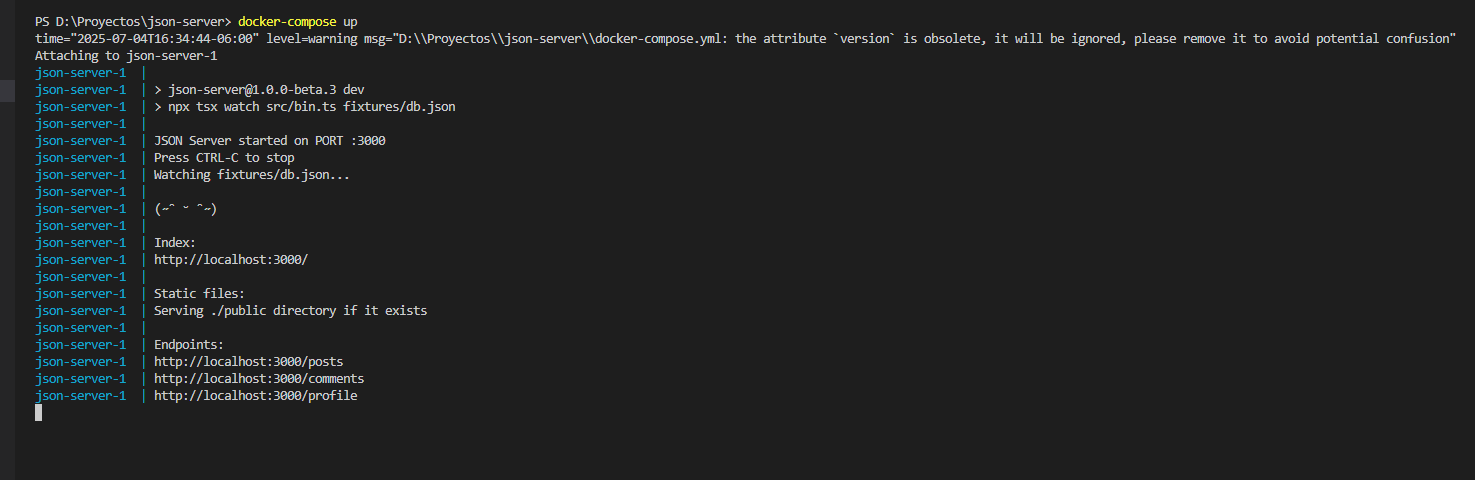 PS D:\Proyectos\json-server> docker-compose up
time="2025-07-04T16:34:44-06:00" level=warning msg="D:\\Proyectos\\json-server\\docker-compose.yml: the attribute `version` is obsolete, it will be ignored, please remove it to avoid potential confusion"
Attaching to json-server-1
json-server-1  |
json-server-1  | > json-server@1.0.0-beta.3 dev
json-server-1  | > npx tsx watch src/bin.ts fixtures/db.json
json-server-1  |
json-server-1  | JSON Server started on PORT :3000
json-server-1  | Press CTRL-C to stop
json-server-1  | Watching fixtures/db.json...
json-server-1  |
json-server-1  | (~ˆ ˘ ˆ~)
json-server-1  |
json-server-1  | Index:
json-server-1  | http://localhost:3000/
json-server-1  |
json-server-1  | Static files:
json-server-1  | Serving ./public directory if it exists
json-server-1  |
json-server-1  | Endpoints:
json-server-1  | http://localhost:3000/posts
json-server-1  | http://localhost:3000/comments
json-server-1  | http://localhost:3000/profile